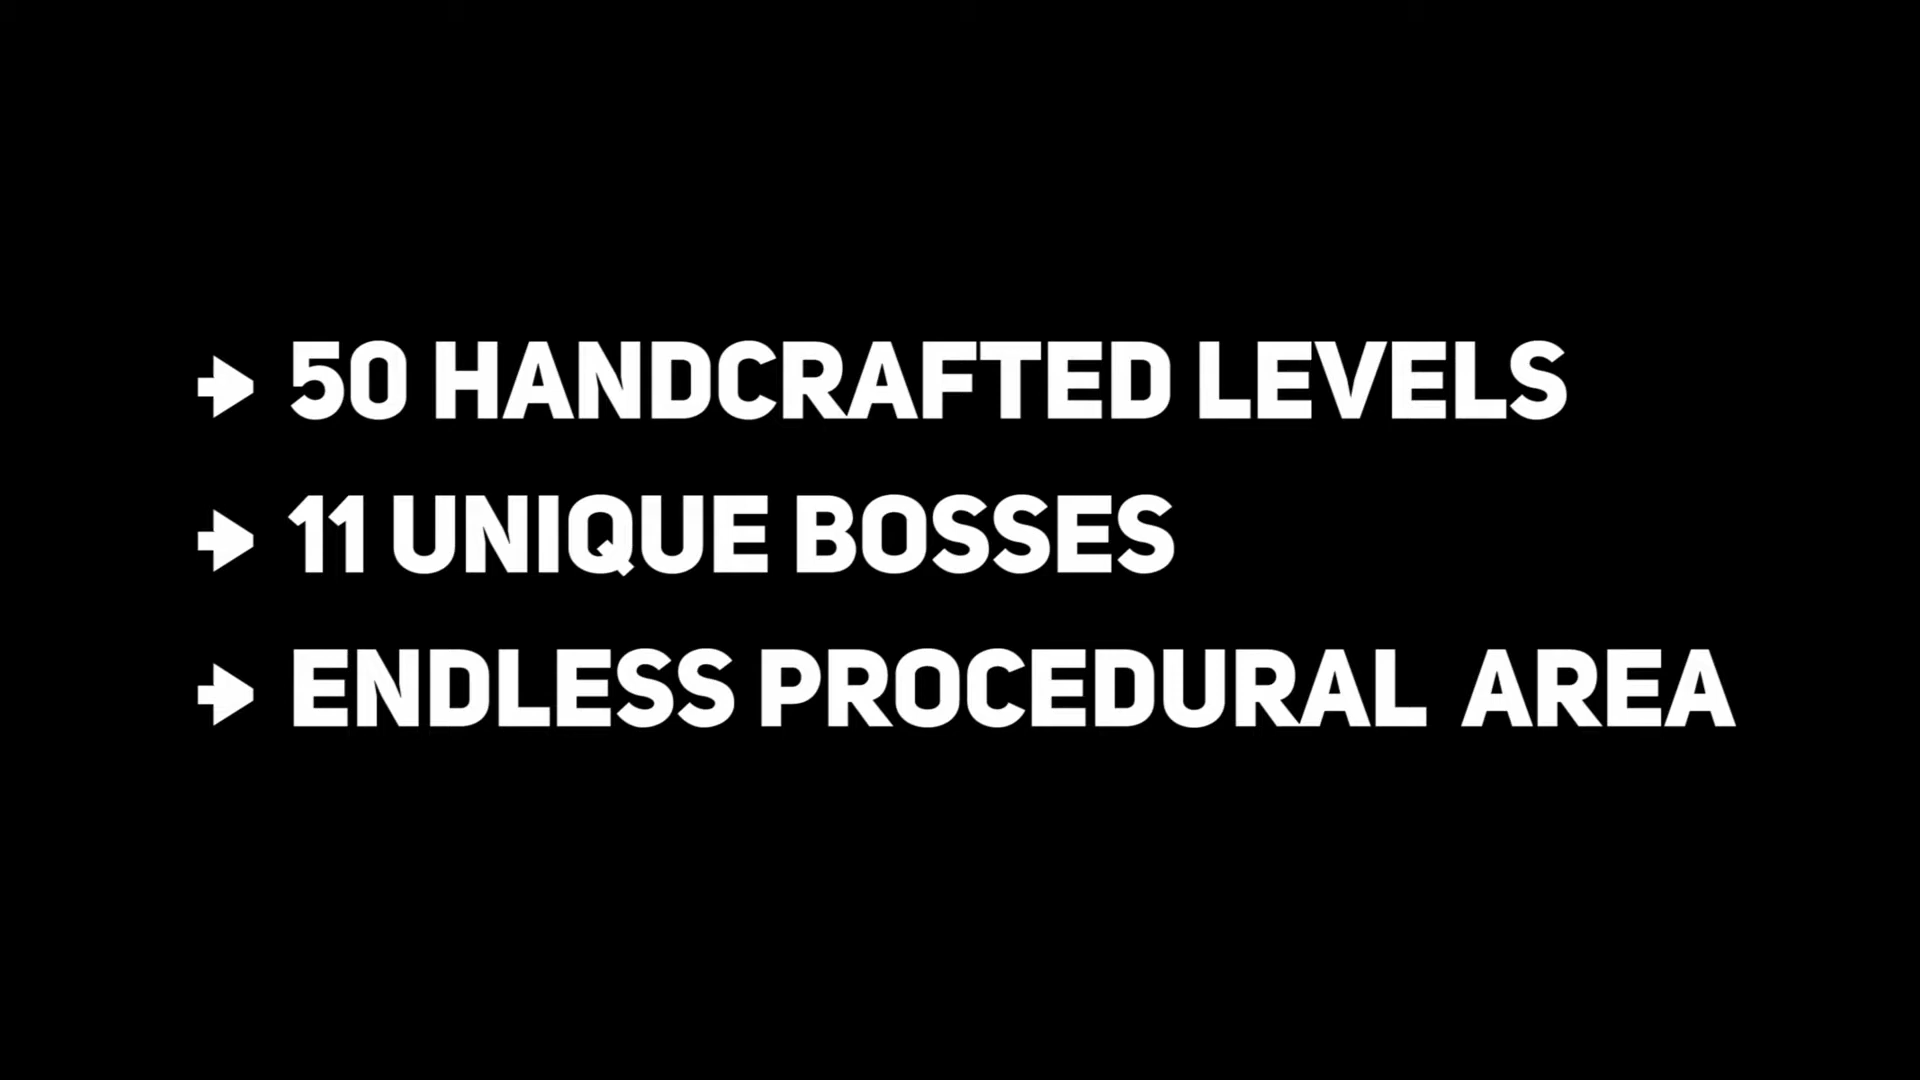 → 50 HANDCRAFTED LEVELS
→ 11 UNIQUE BOSSES
→ ENDLESS PROCEDURAL AREA